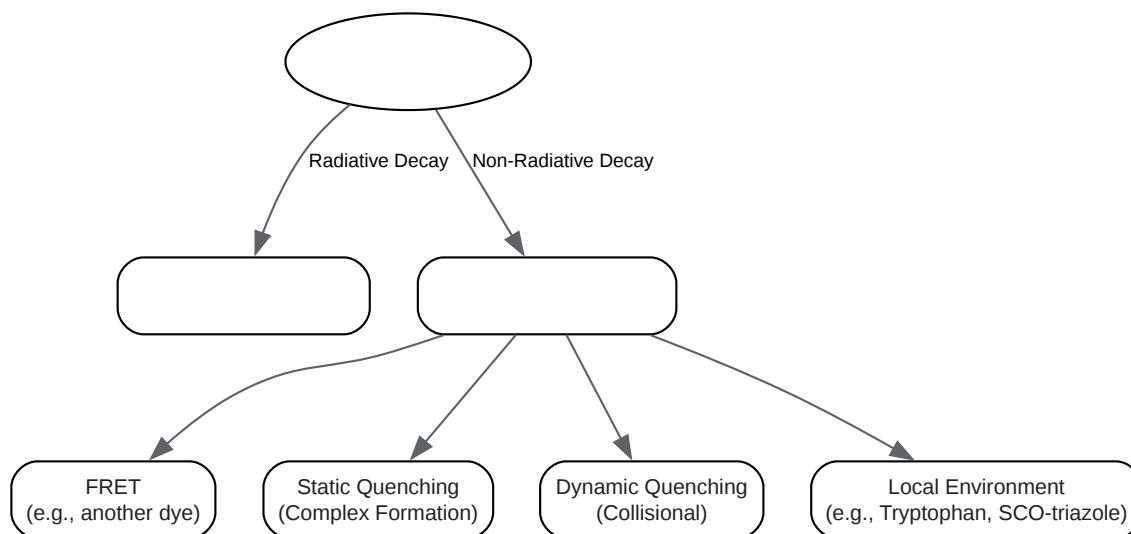 Radiative Decay
Non-Radiative Decay
FRET
(e.g., another dye)
Static Quenching
(Complex Formation)
Dynamic Quenching
(Collisional)
Local Environment
(e.g., Tryptophan, SCO-triazole)